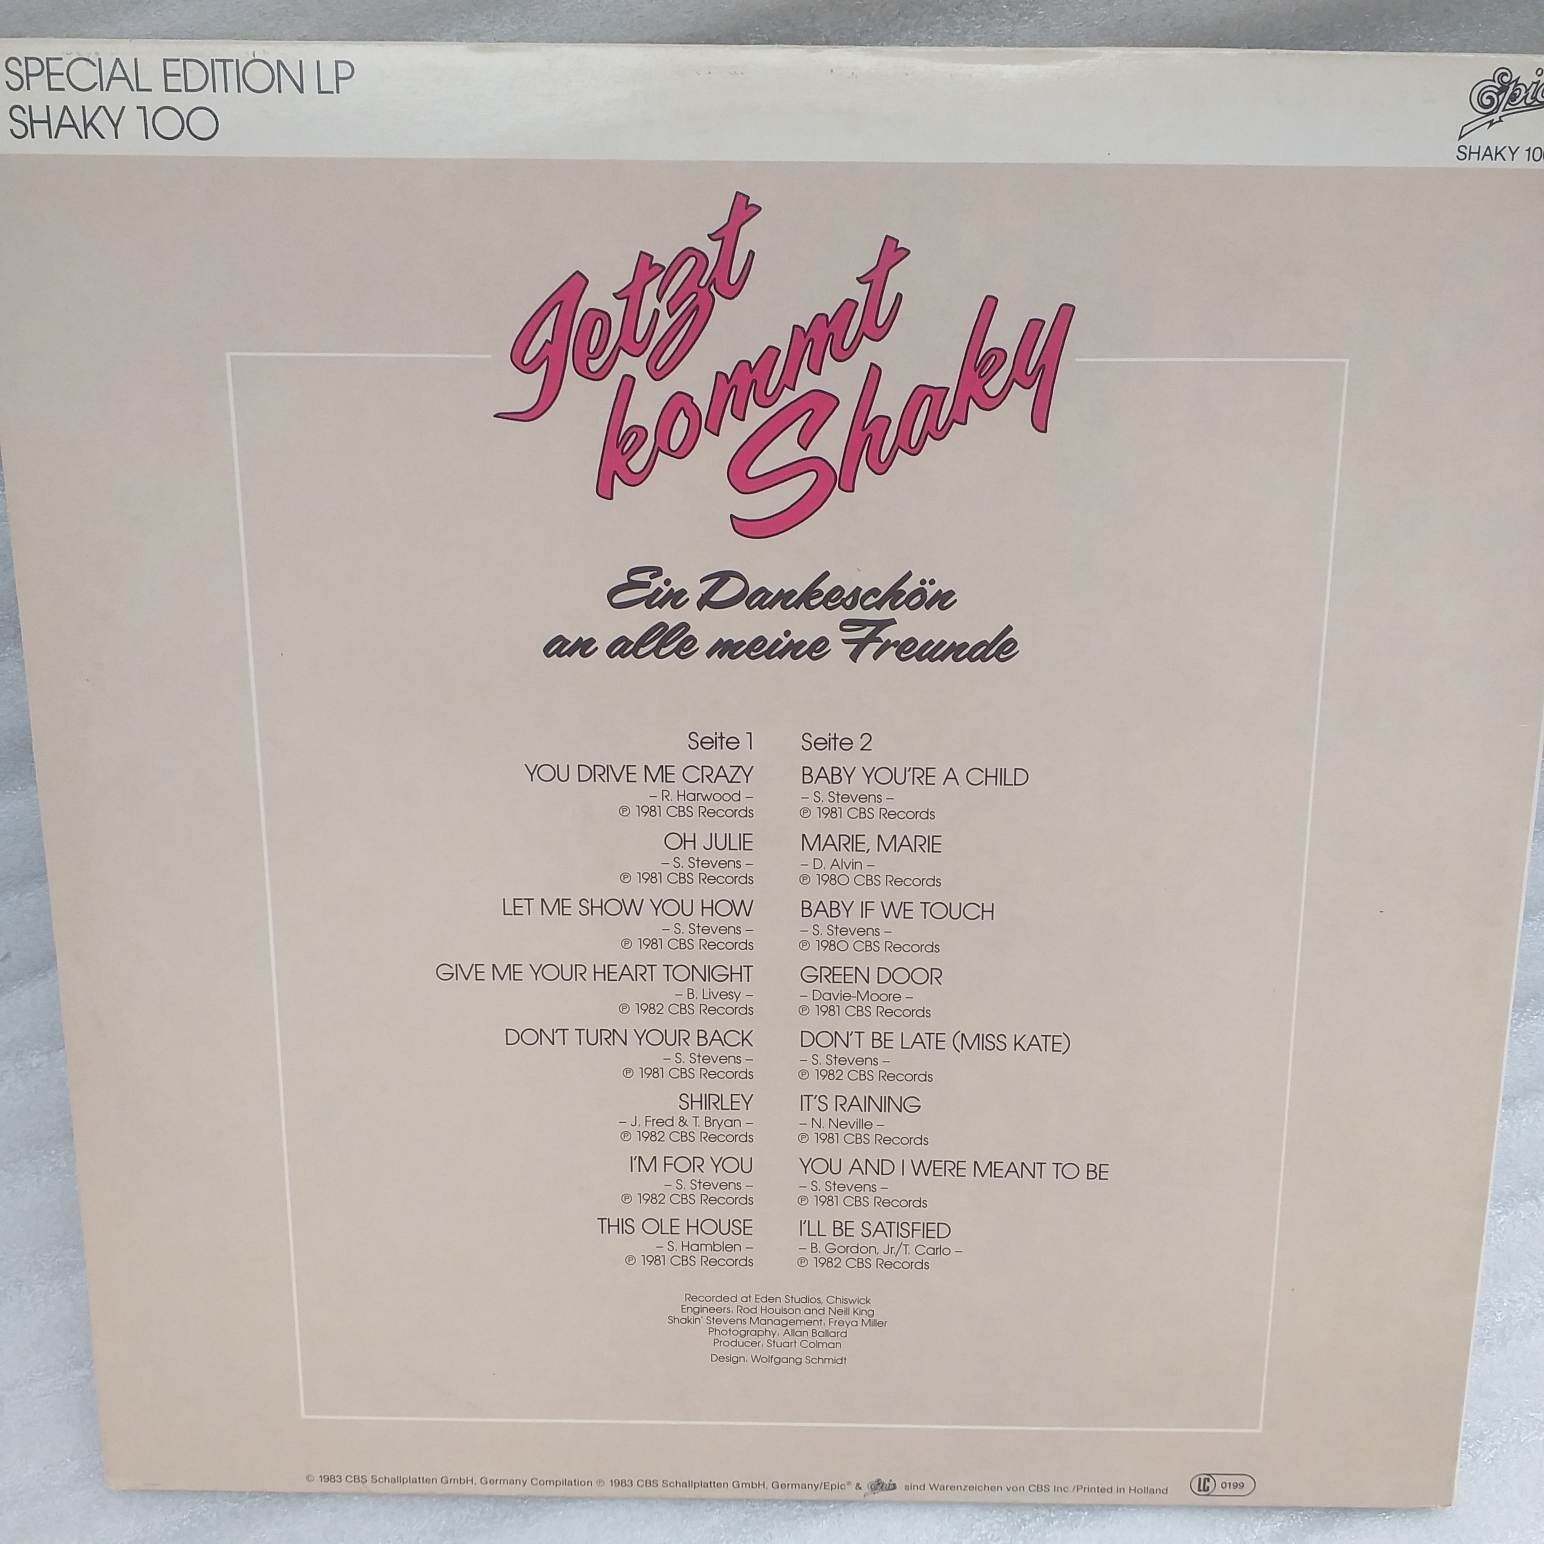 SPECIAL EDITION LP
SHAKY 100
Epic
SHAKY 100
Jetzt
kommt
Shaky
Ein Dankeschön
an alle meine Freunde
Seite 1
YOU DRIVE ME CRAZY
– R. Harwood –
℗ 1981 CBS Records
OH JULIE
– S. Stevens –
℗ 1981 CBS Records
LET ME SHOW YOU HOW
– S. Stevens –
℗ 1981 CBS Records
GIVE ME YOUR HEART TONIGHT
– B. Livesy –
℗ 1982 CBS Records
DON'T TURN YOUR BACK
– S. Stevens –
℗ 1981 CBS Records
SHIRLEY
– J. Fred & T. Bryan –
℗ 1982 CBS Records
I'M FOR YOU
– S. Stevens –
℗ 1982 CBS Records
THIS OLE HOUSE
– S. Hamblen –
℗ 1981 CBS Records
Seite 2
BABY YOU'RE A CHILD
– S. Stevens –
℗ 1981 CBS Records
MARIE, MARIE
– D. Alvin –
℗ 1980 CBS Records
BABY IF WE TOUCH
– S. Stevens –
℗ 1980 CBS Records
GREEN DOOR
– Davie-Moore –
℗ 1981 CBS Records
DON'T BE LATE (MISS KATE)
– S. Stevens –
℗ 1982 CBS Records
IT'S RAINING
– N. Neville –
℗ 1981 CBS Records
YOU AND I WERE MEANT TO BE
– S. Stevens –
℗ 1981 CBS Records
I'LL BE SATISFIED
– B. Gordon, Jr./T. Carlo –
℗ 1982 CBS Records
Recorded at Eden Studios, Chiswick
Engineers: Rod Houison and Neill King
Shakin' Stevens Management: Freya Miller
Photography: Allan Ballard
Producer: Stuart Colman
Design: Wolfgang Schmidt
© 1983 CBS Schallplatten GmbH, Germany Compilation ℗ 1983 CBS Schallplatten GmbH, Germany/Epic® & Epic sind Warenzeichen von CBS Inc./Printed in Holland
LC 0199